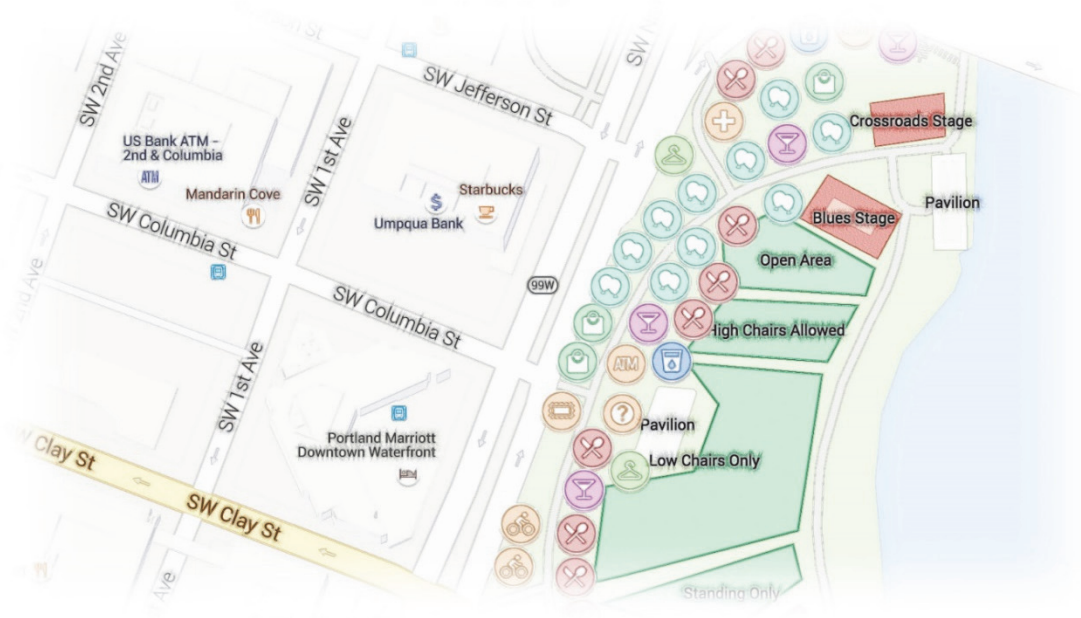 SW 2nd Ave
SW Jefferson St
US Bank ATM –
2nd & Columbia
ATM
Mandarin Cove
SW 1st Ave
Starbucks
Umpqua Bank
$
Crossroads Stage
Pavilion
Blues Stage
SW Columbia St
Open Area
99W
SW Columbia St
High Chairs Allowed
ATM
SW 1st Ave
?
Pavilion
Portland Marriott
Downtown Waterfront
Low Chairs Only
W Clay St
SW Clay St
Standing Only
Ave